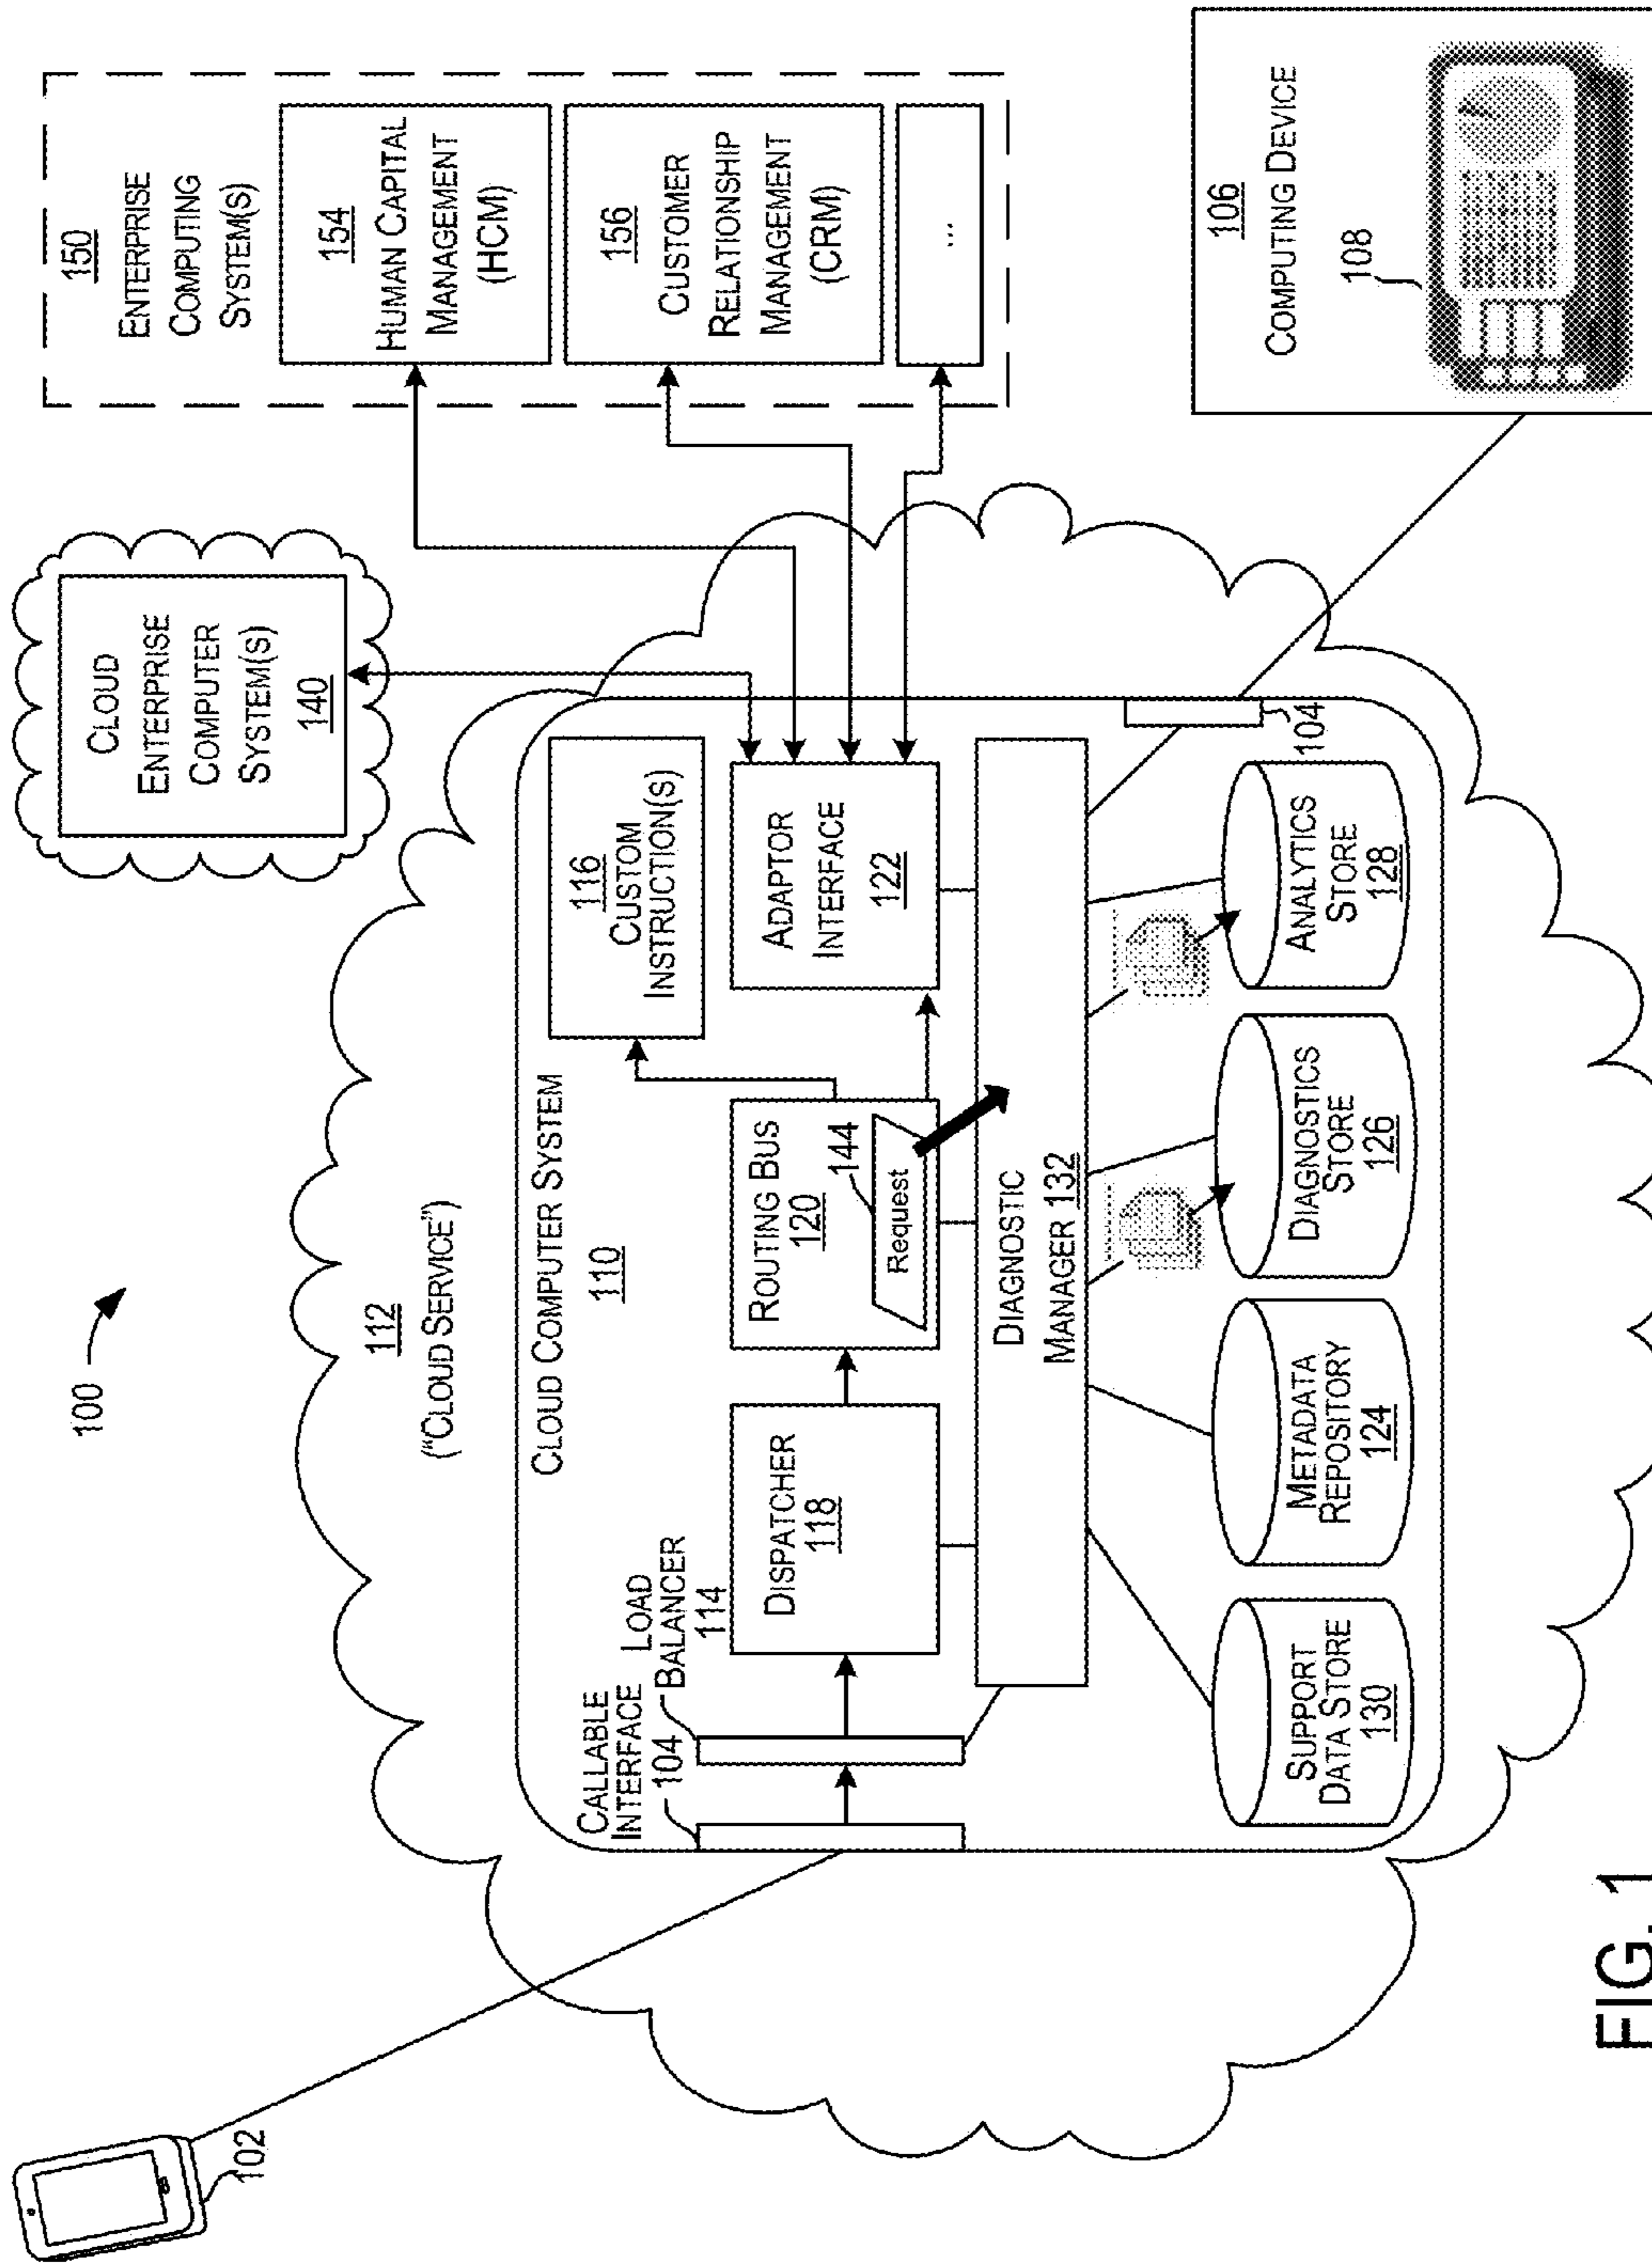 100
112
("CLOUD SERVICE")
CLOUD COMPUTER SYSTEM
110
102
CALLABLE
INTERFACE
104
LOAD
BALANCER
114
DISPATCHER
118
ROUTING BUS
120
144
Request
116
CUSTOM
INSTRUCTION(S)
ADAPTOR
INTERFACE
122
DIAGNOSTIC
MANAGER 132
SUPPORT
DATA STORE
130
METADATA
REPOSITORY
124
DIAGNOSTICS
STORE
126
ANALYTICS
STORE
128
104
CLOUD
ENTERPRISE
COMPUTER
SYSTEM(S)
140
150
ENTERPRISE
COMPUTING
SYSTEM(S)
154
HUMAN CAPITAL
MANAGEMENT
(HCM)
156
CUSTOMER
RELATIONSHIP
MANAGEMENT
(CRM)
...
106
COMPUTING DEVICE
108
FIG. 1